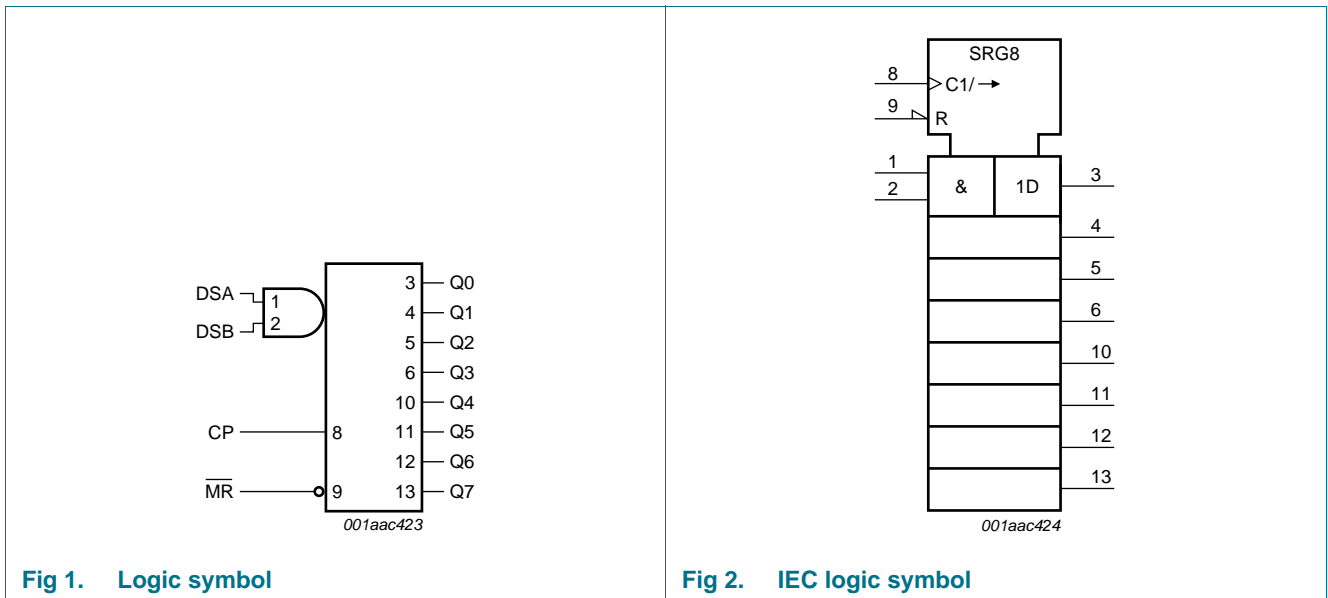 DSA
1
DSB
2
CP
8
MR
9
3
Q0
4
Q1
5
Q2
6
Q3
10
Q4
11
Q5
12
Q6
13
Q7
001aac423
Fig 1. Logic symbol
SRG8
8
C1/→
9
R
1
2
&
1D
3
4
5
6
10
11
12
13
001aac424
Fig 2. IEC logic symbol